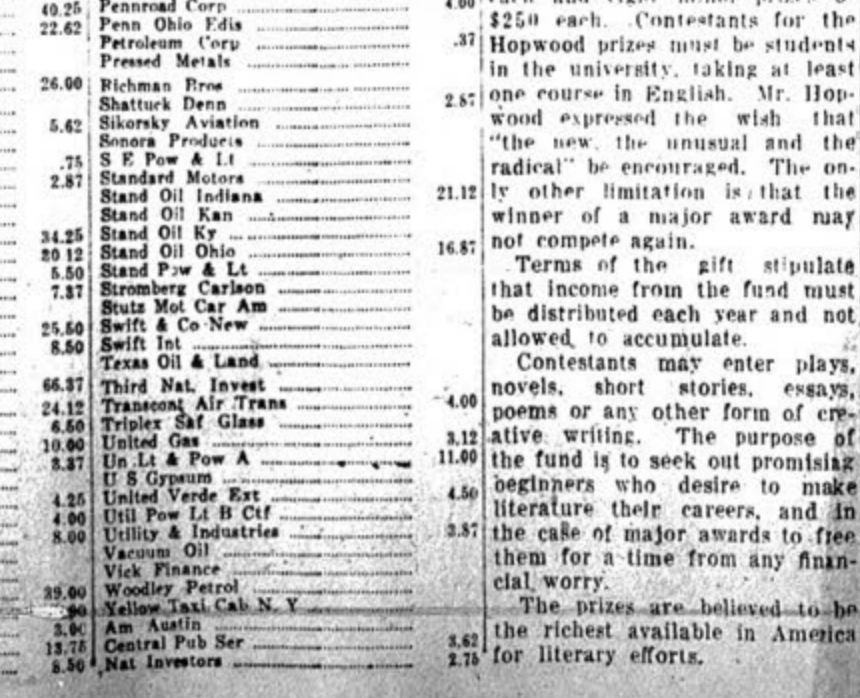 40.25
22.62
26.00
5.62
.75
2.87
34.25
20 12
5.50
7.37
25.50
8.50
66.37
24.12
6.50
10.00
8.37
4.25
4.00
8.00
39.00
3.00
13.75
8.50
Pennroad Corp
Penn Ohio Edis
Petroleum Corp
Pressed Metals
Richman Bros
Shattuck Denn
Sikorsky Aviation
Sonora Products
S E Pow & Lt
Standard Motors
Stand Oil Indiana
Stand Oil Kan
Stand Oil Ky
Stand Oil Ohio
Stand Pow & Lt
Stromberg Carlson
Stutz Mot Car Am
Swift & Co New
Swift Int
Texas Oil & Land
Third Nat. Invest
Transcont Air Trans
Triplex Saf Glass
United Gas
Un Lt & Pow A
U S Gypsum
United Verde Ext
Util Pow Lt B Ctf
Utility & Industries
Vacuum Oil
Vick Finance
Woodley Petrol
Yellow Taxi Cab N. Y
Am Austin
Central Pub Ser
Nat Investors
4.00
.37
2.87
21.12
16.87
4.00
3.12
11.00
4.50
3.87
3.62
2.75
$250 each. Contestants for the
Hopwood prizes must be students
in the university, taking at least
one course in English. Mr. Hop-
wood expressed the wish that
"the new, the unusual and the
radical" be encouraged. The on-
ly other limitation is that the
winner of a major award may
not compete again.
Terms of the gift stipulate
that income from the fund must
be distributed each year and not
allowed to accumulate.
Contestants may enter plays,
novels, short stories, essays,
poems or any other form of cre-
ative writing. The purpose of
the fund is to seek out promising
beginners who desire to make
literature their careers, and in
the case of major awards to free
them for a time from any finan-
cial worry.
The prizes are believed to be
the richest available in America
for literary efforts.